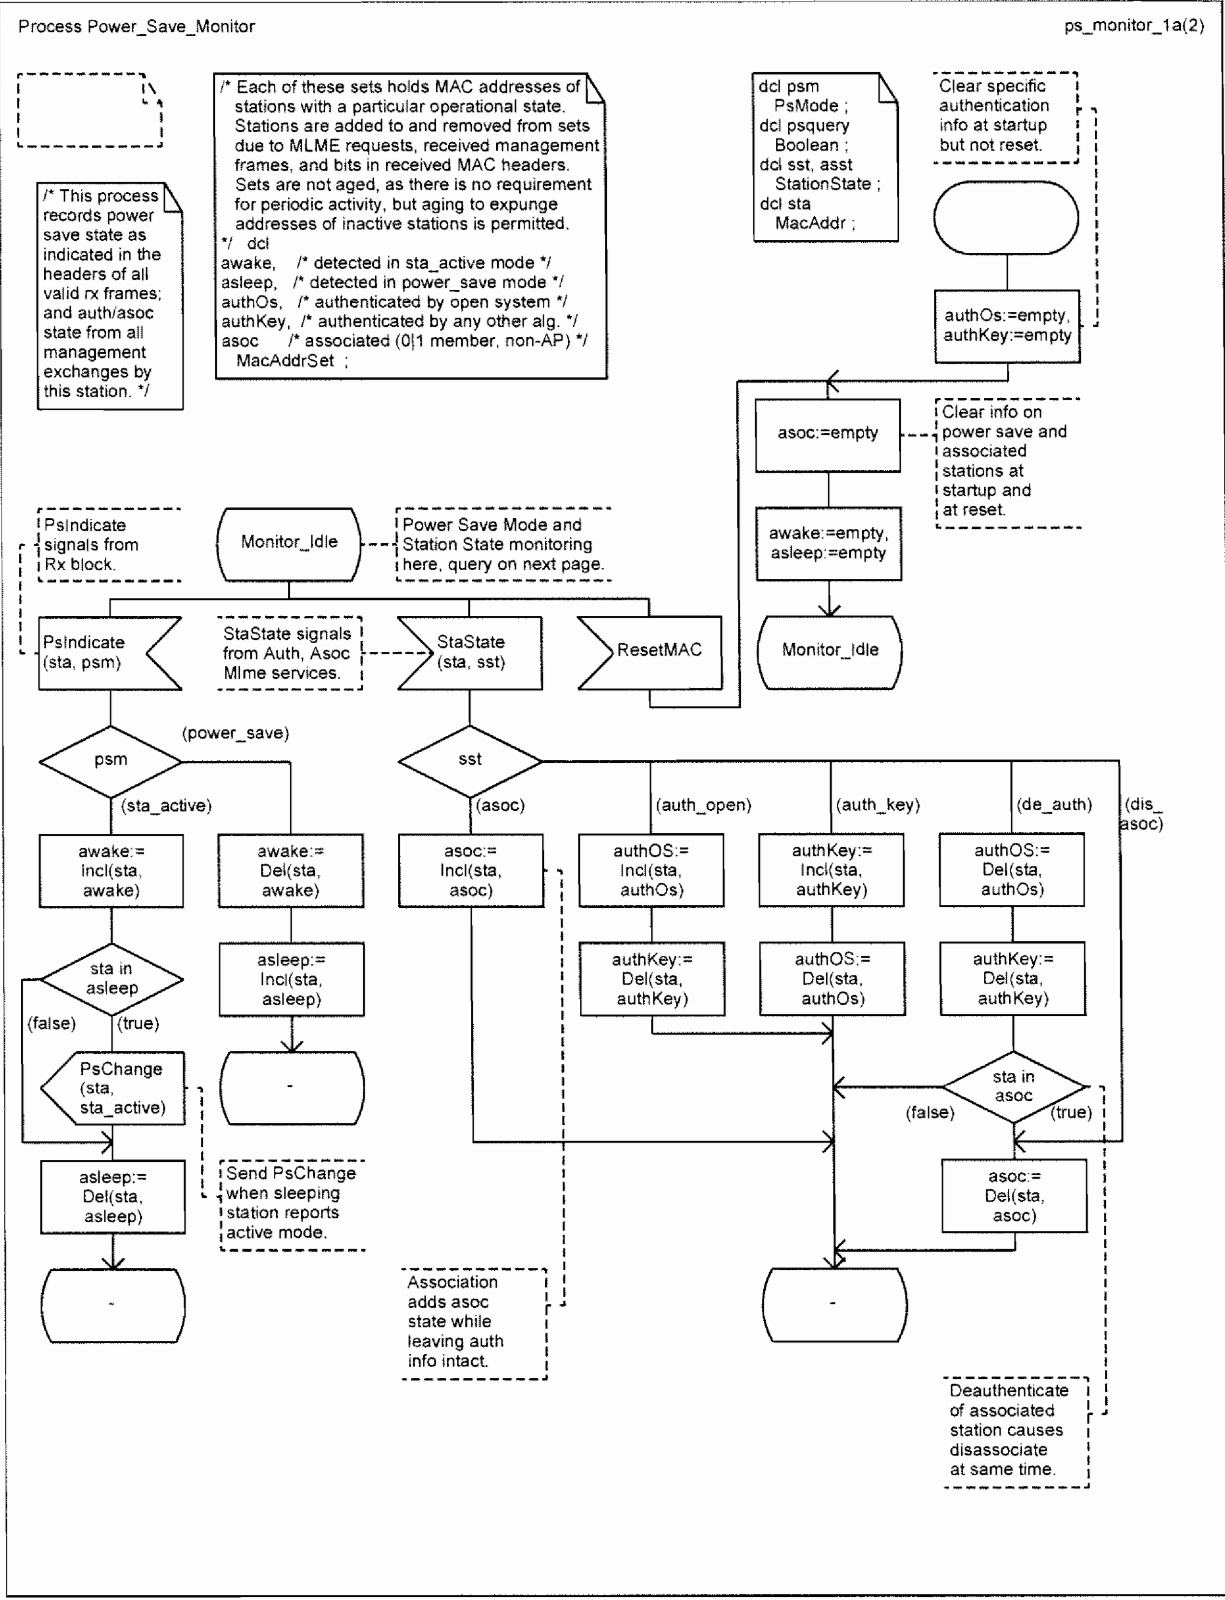 Process Power_Save_Monitor
ps_monitor_1a(2)
/* Each of these sets holds MAC addresses of
stations with a particular operational state.
Stations are added to and removed from sets
due to MLME requests, received management
frames, and bits in received MAC headers.
Sets are not aged, as there is no requirement
for periodic activity, but aging to expunge
addresses of inactive stations is permitted.
*/ dcl
awake, /* detected in sta_active mode */
asleep, /* detected in power_save mode */
authOs, /* authenticated by open system */
authKey, /* authenticated by any other alg. */
asoc /* associated (0|1 member, non-AP) */
MacAddrSet ;
dcl psm
PsMode ;
dcl psquery
Boolean ;
dcl sst, asst
StationState ;
dcl sta
MacAddr ;
Clear specific
authentication
info at startup
but not reset.
/* This process
records power
save state as
indicated in the
headers of all
valid rx frames;
and auth/asoc
state from all
management
exchanges by
this station. */
authOs:=empty,
authKey:=empty
asoc:=empty
Clear info on
power save and
associated
stations at
startup and
at reset.
awake:=empty,
asleep:=empty
Monitor_Idle
PsIndicate
signals from
Rx block.
Monitor_Idle
Power Save Mode and
Station State monitoring
here, query on next page.
PsIndicate
(sta, psm)
StaState signals
from Auth, Asoc
Mlme services.
StaState
(sta, sst)
ResetMAC
psm
(power_save)
(sta_active)
sst
(asoc)
(auth_open)
(auth_key)
(de_auth)
(dis_
asoc)
awake:=
Incl(sta,
awake)
awake:=
Del(sta,
awake)
asoc:=
Incl(sta,
asoc)
authOS:=
Incl(sta,
authOs)
authKey:=
Incl(sta,
authKey)
authOS:=
Del(sta,
authOs)
sta in
asleep
(false)
(true)
asleep:=
Incl(sta,
asleep)
authKey:=
Del(sta,
authKey)
authOS:=
Del(sta,
authOs)
authKey:=
Del(sta,
authKey)
PsChange
(sta,
sta_active)
-
sta in
asoc
(false)
(true)
asleep:=
Del(sta,
asleep)
Send PsChange
when sleeping
station reports
active mode.
asoc:=
Del(sta,
asoc)
-
Association
adds asoc
state while
leaving auth
info intact.
-
Deauthenticate
of associated
station causes
disassociate
at same time.